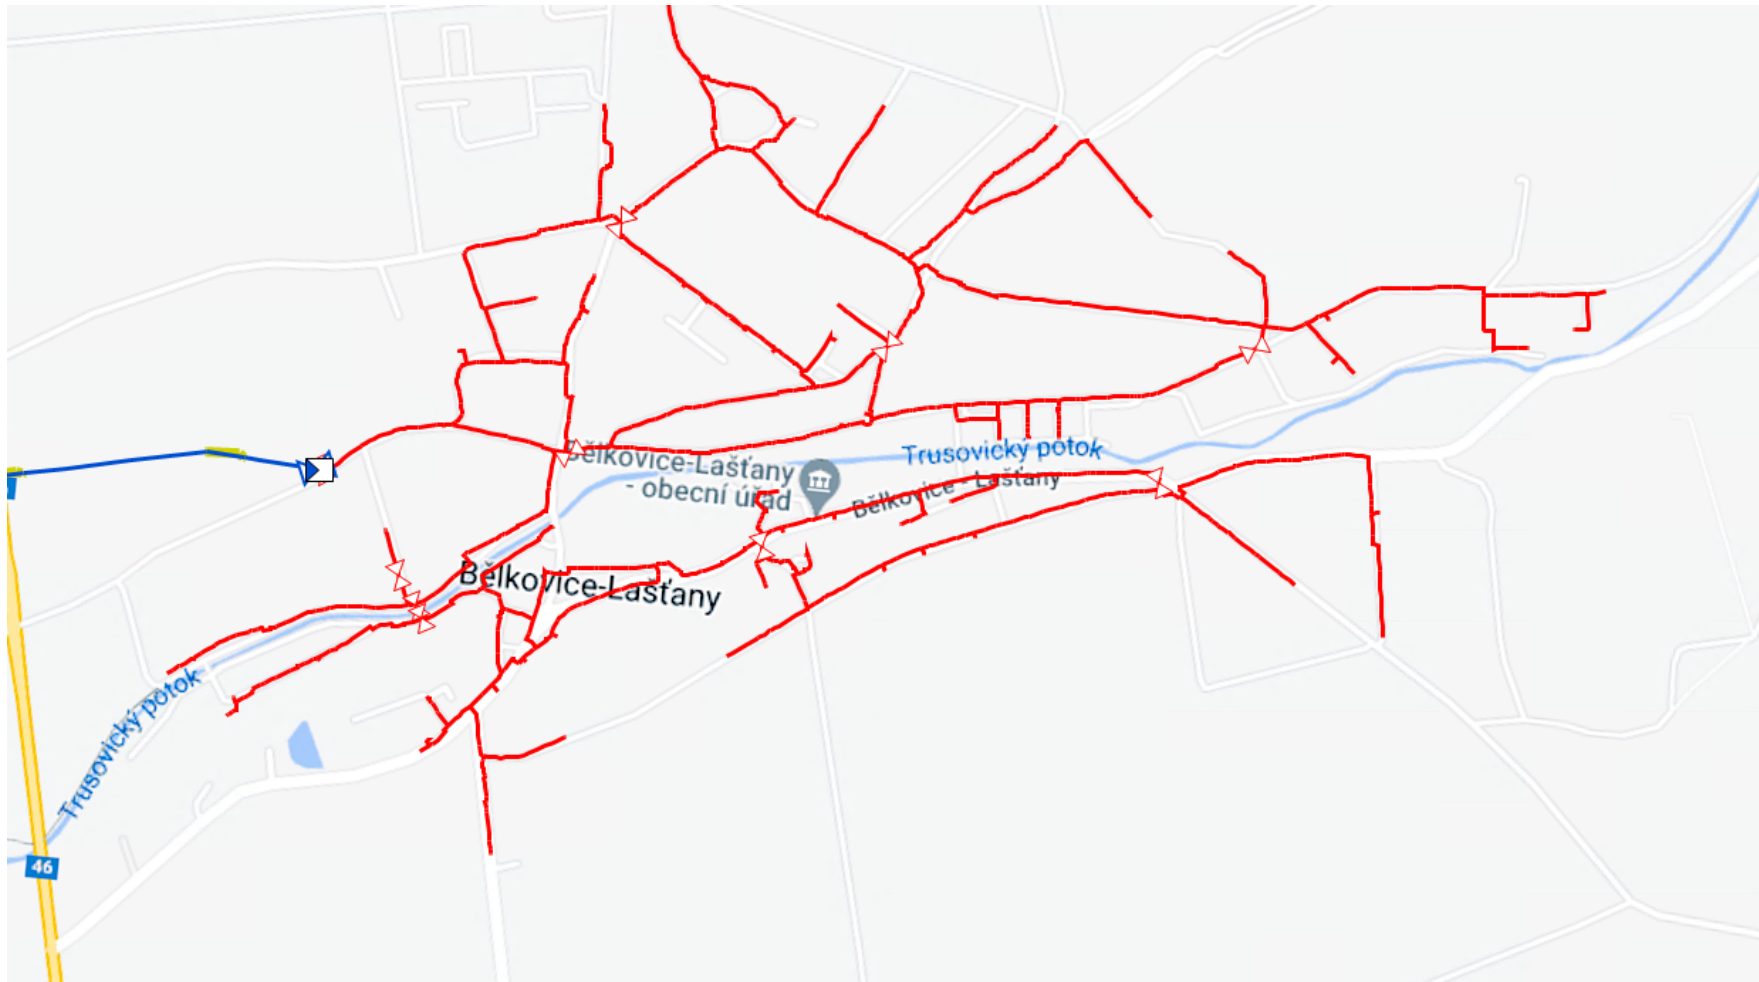 Bělkovice-Lašťany
- obecní úřad
Trusovický potok
Bělkovice - Lašťany
Bělkovice-Lašťany
Trusovický potok
46